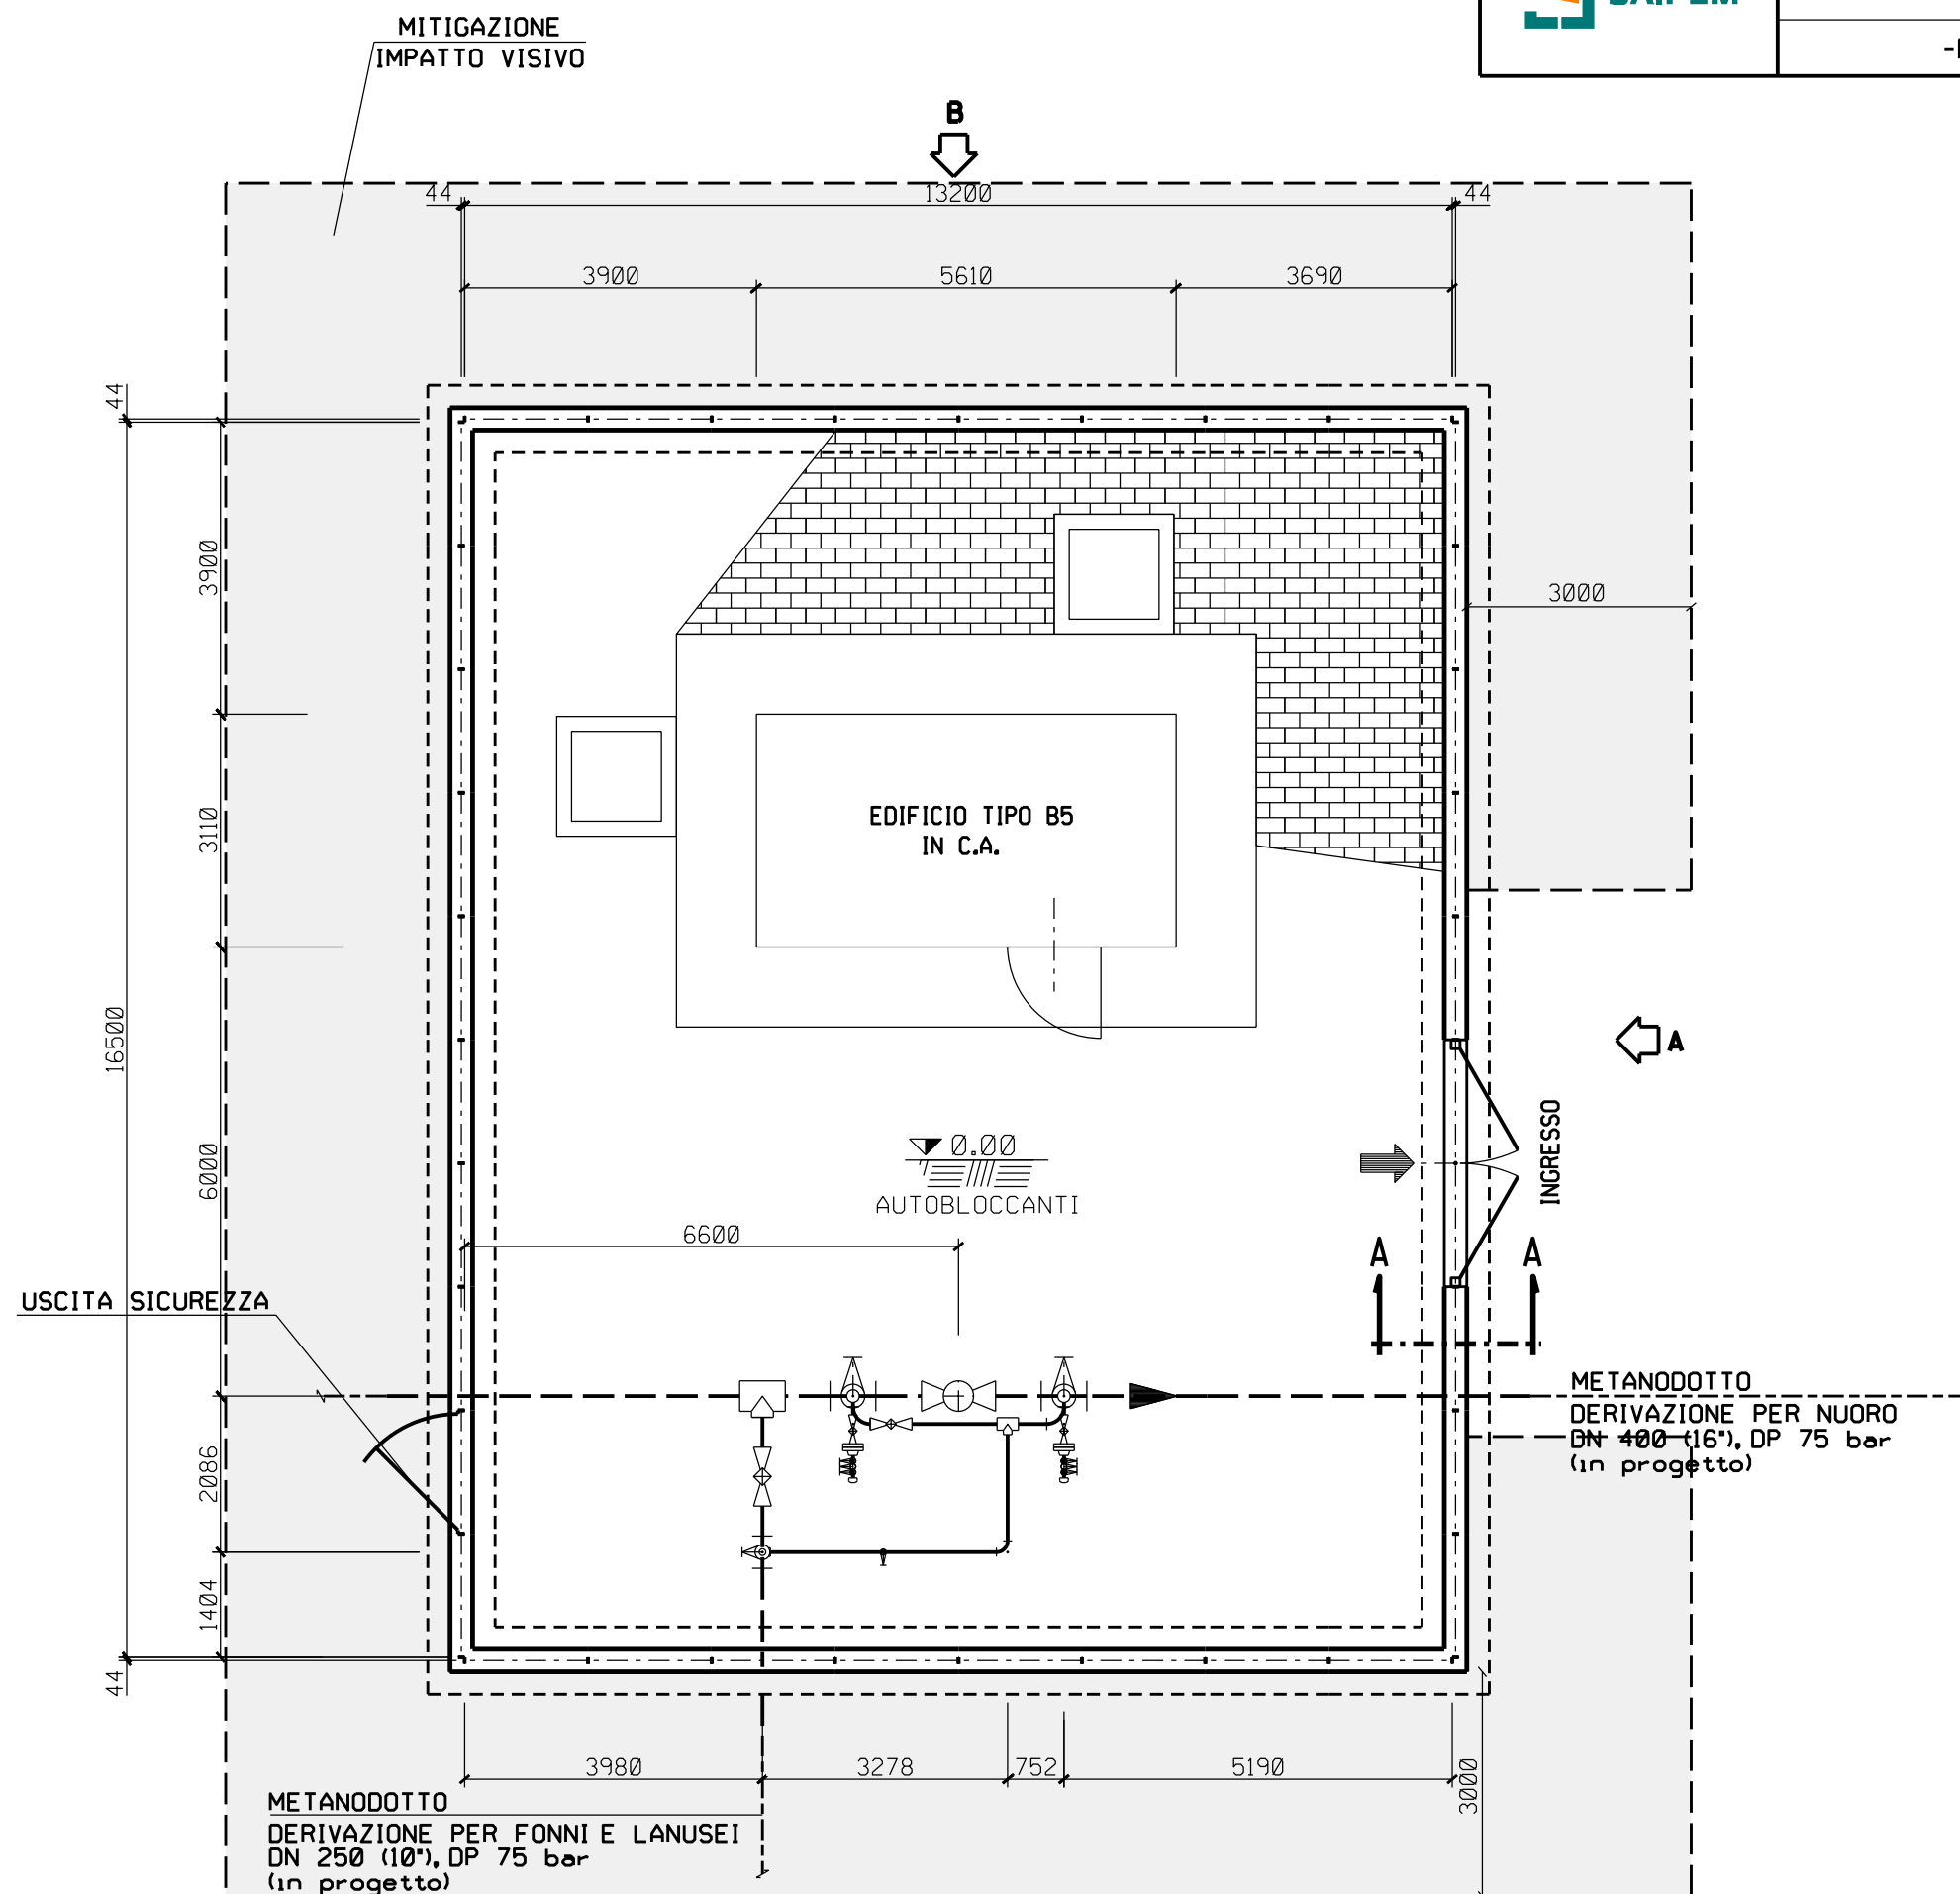 MITIGAZIONE
IMPATTO VISIVO
B
44
13200
44
3900
5610
3690
44
3900
3000
3110
EDIFICIO TIPO B5
IN C.A.
16500
A
INGRESSO
6000
0.00
AUTOBLOCCANTI
6600
A
A
USCITA SICUREZZA
METANODOTTO
DERIVAZIONE PER NUORO
DN 400 (16"), DP 75 bar
(in progetto)
2086
1404
44
3980
3278
752
5190
3000
METANODOTTO
DERIVAZIONE PER FONNI E LANUSEI
DN 250 (10"), DP 75 bar
(in progetto)